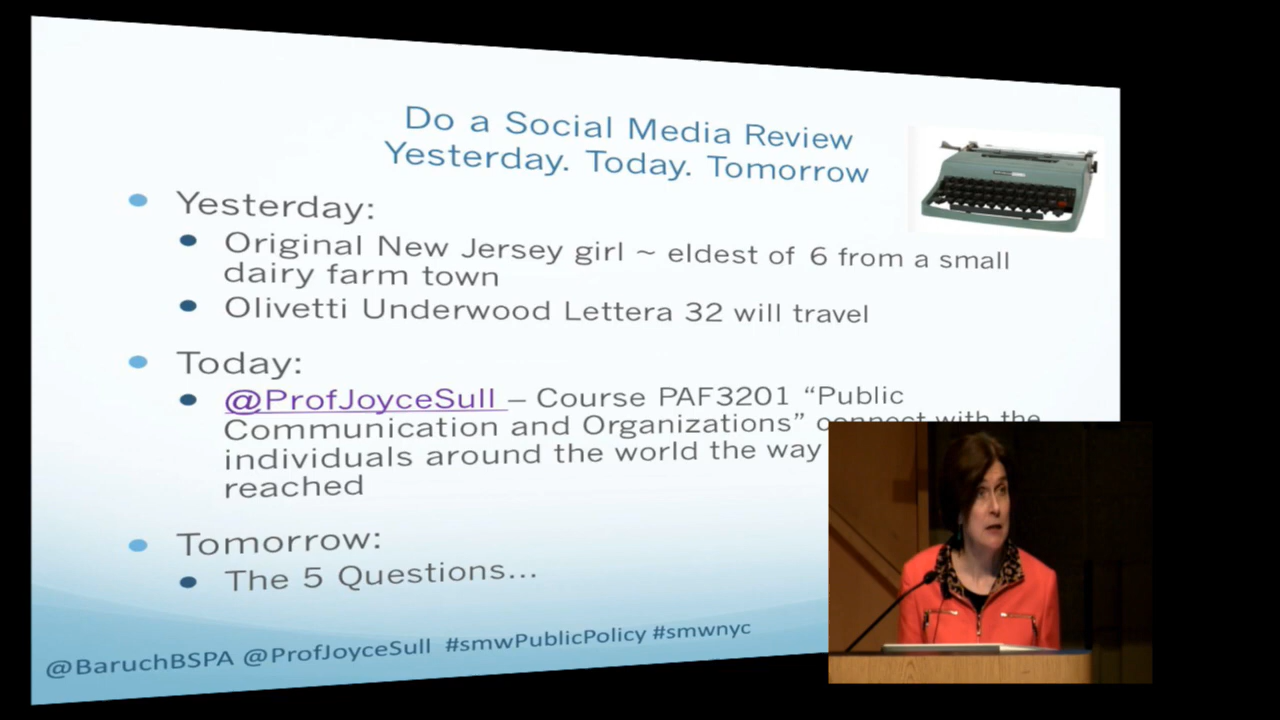 Do a Social Media Review
Yesterday. Today. Tomorrow
Yesterday:
Original New Jersey girl ~ eldest of 6 from a small
dairy farm town
Olivetti Underwood Lettera 32 will travel
Today:
@ProfJoyceSull – Course PAF3201 “Public
Communication and Organizations” connect with the
individuals around the world the way
reached
Tomorrow:
The 5 Questions...
@BaruchBSPA @ProfJoyceSull #smwPublicPolicy #smwnyc